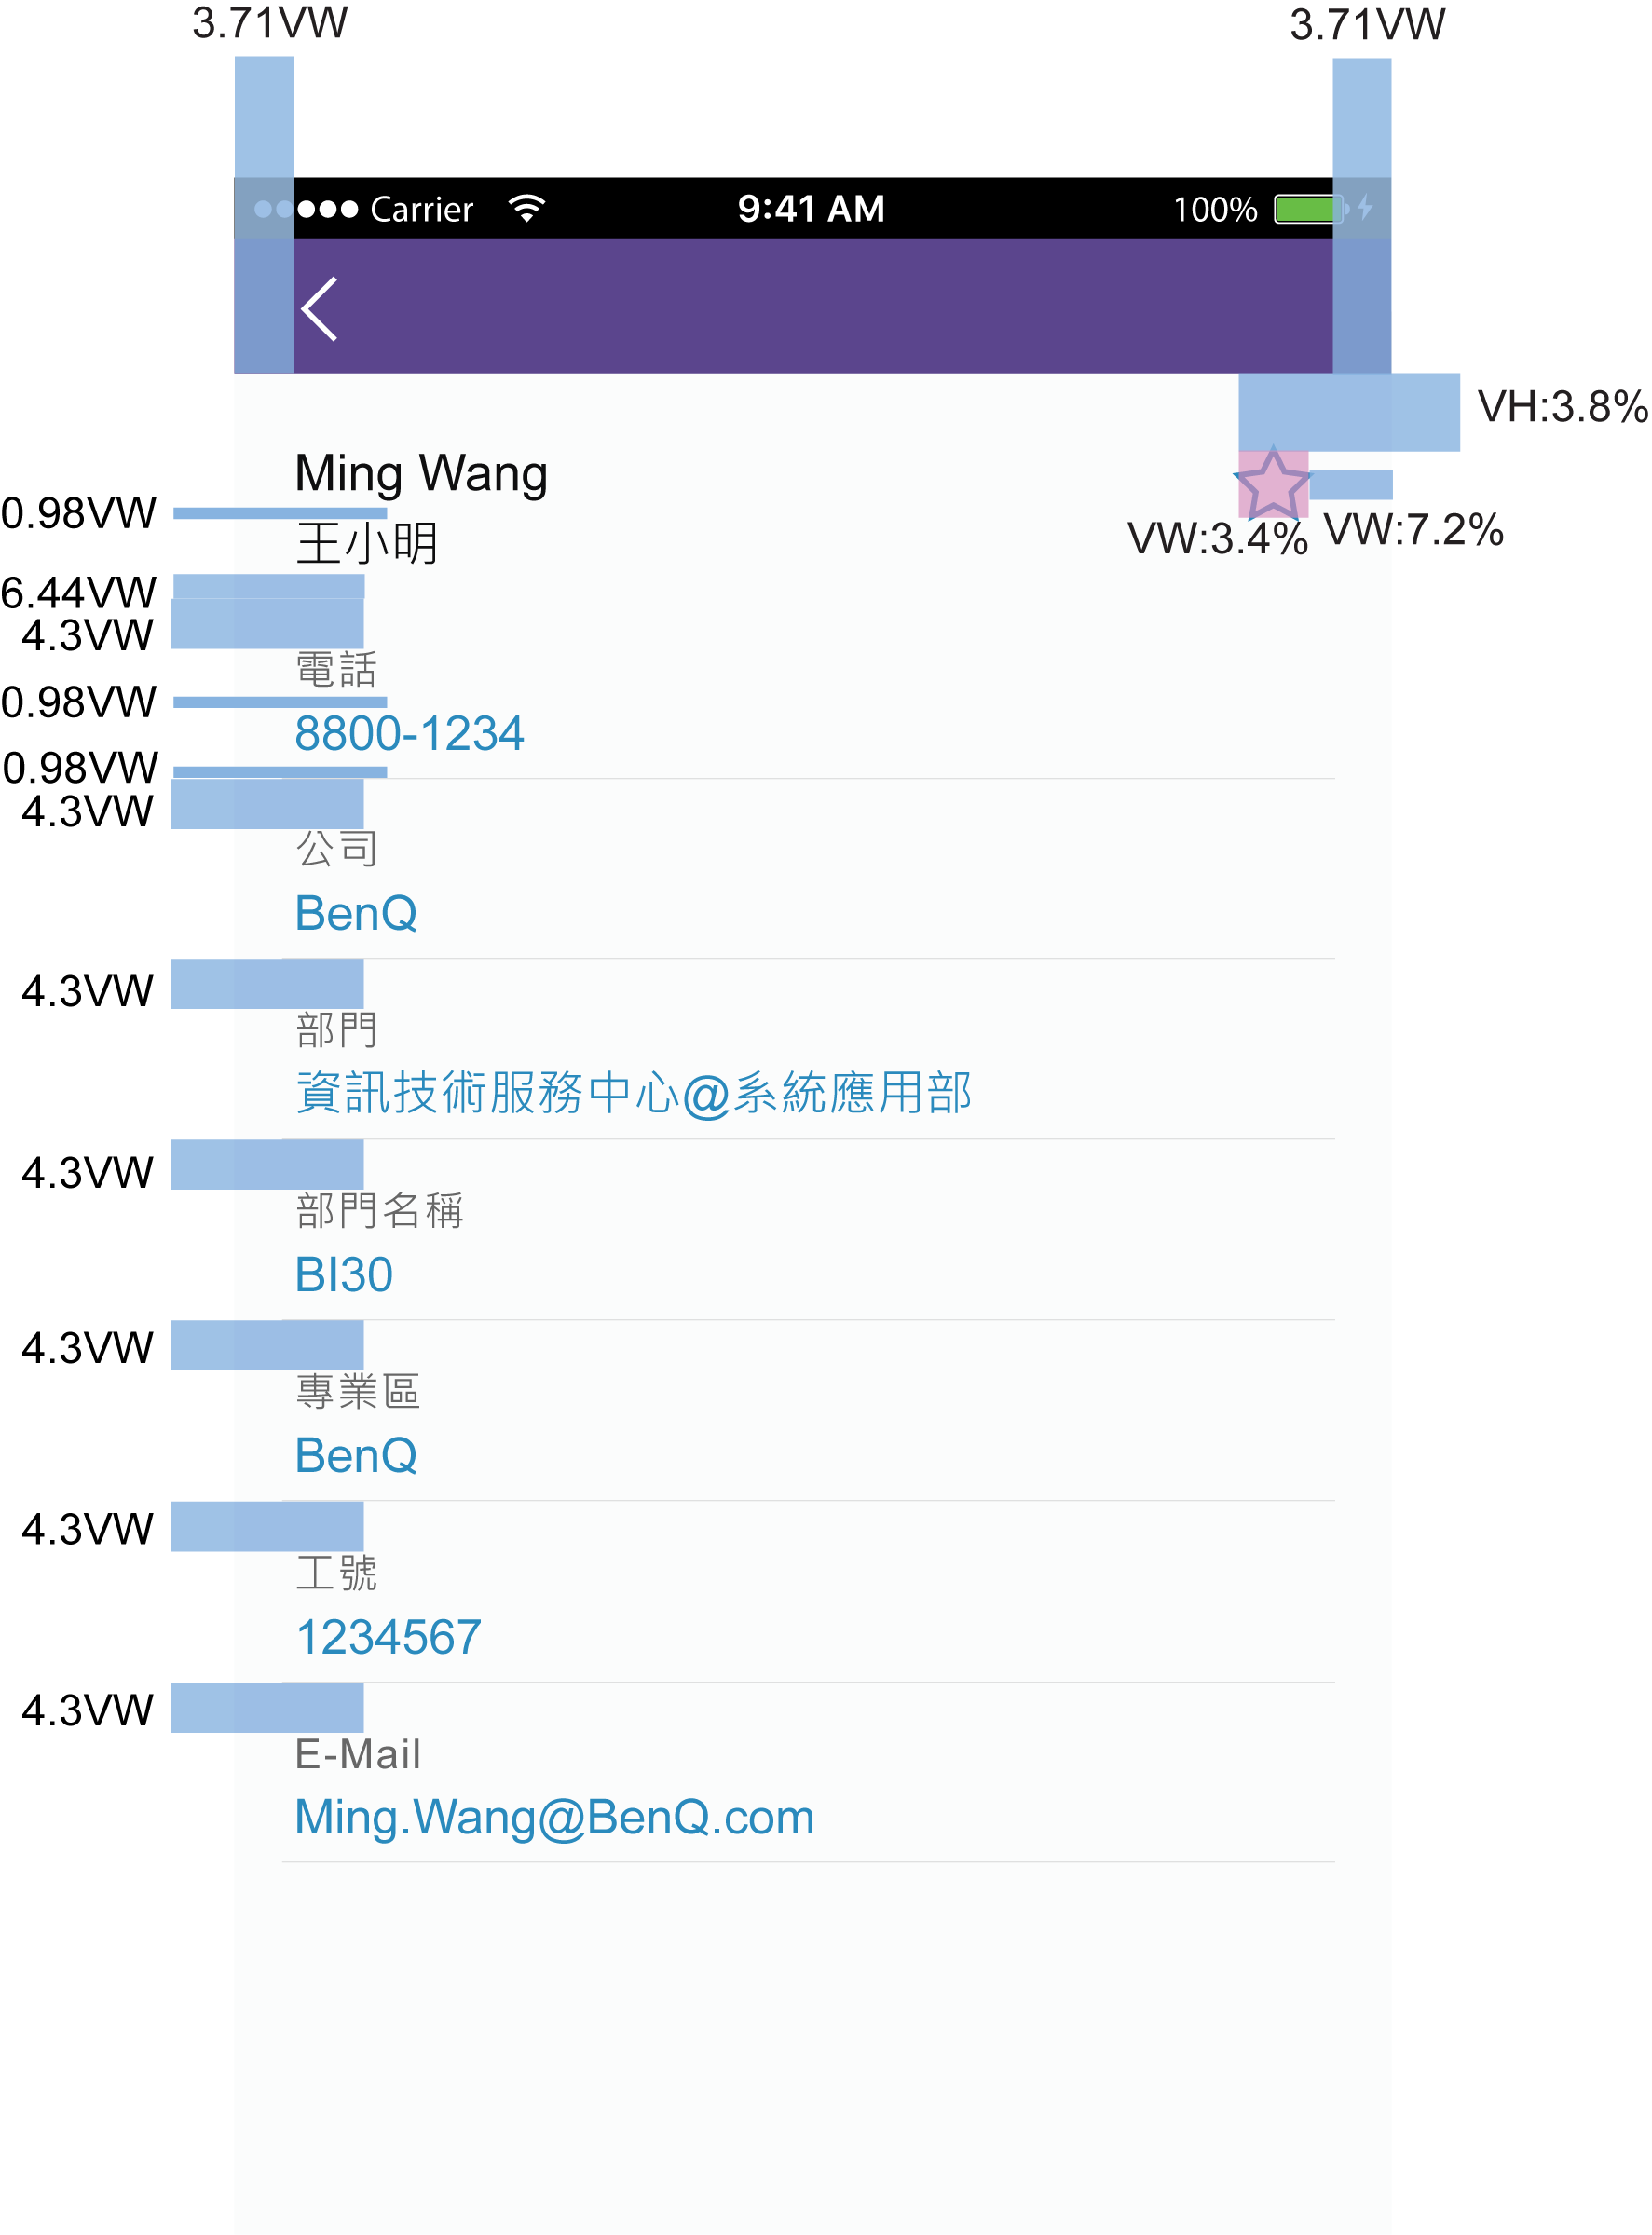 3.71VW
3.71VW
Carrier 9:41 AM 100%
VH:3.8%
Ming Wang
0.98VW
王小明
VW:3.4%
VW:7.2%
6.44VW
4.3VW
電話
0.98VW
8800-1234
0.98VW
4.3VW
公司
BenQ
4.3VW
部門
資訊技術服務中心@系統應用部
4.3VW
部門名稱
BI30
4.3VW
專業區
BenQ
4.3VW
工號
1234567
4.3VW
E-Mail
Ming.Wang@BenQ.com